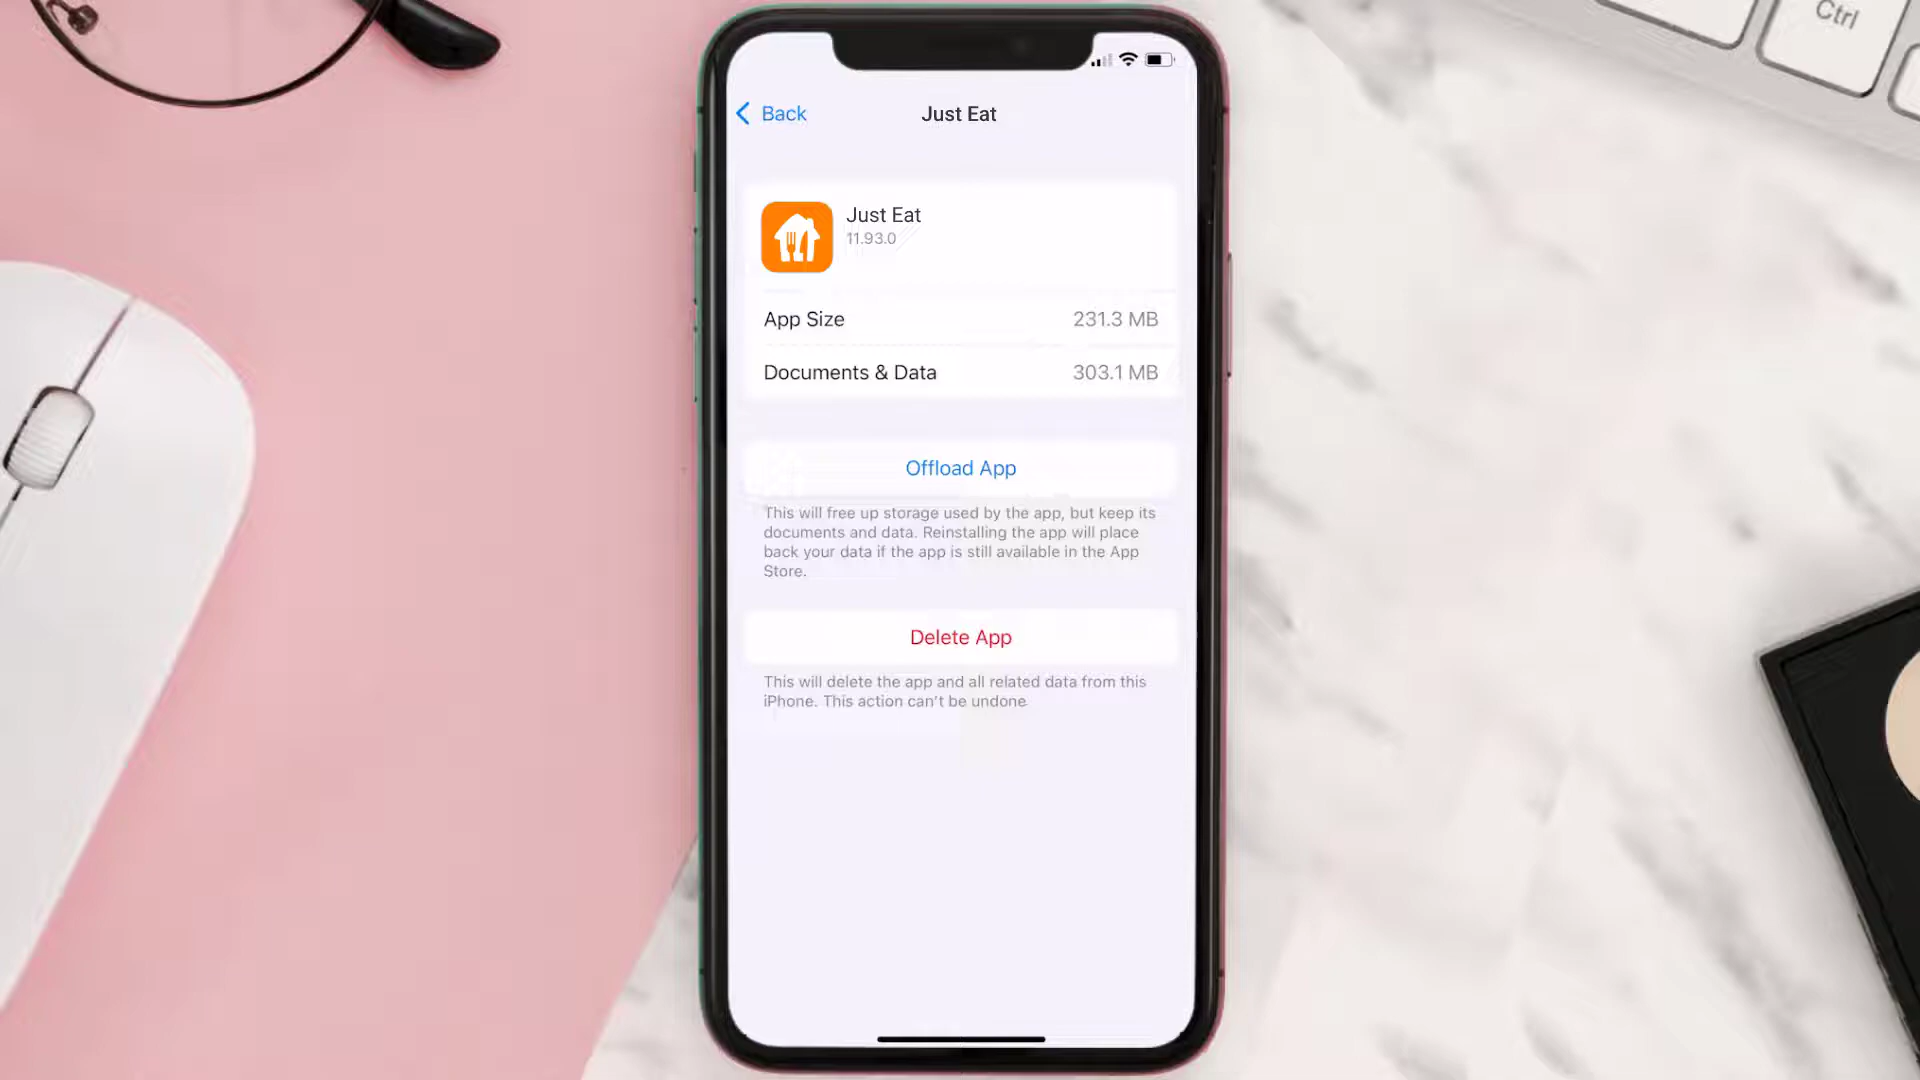 Ctrl
Back
Just Eat
Just Eat
11.93.0
App Size
231.3 MB
Documents & Data
303.1 MB
Offload App
This will free up storage used by the app, but keep its
documents and data. Reinstalling the app will place
back your data if the app is still available in the App
Store.
Delete App
This will delete the app and all related data from this
iPhone. This action can't be undone